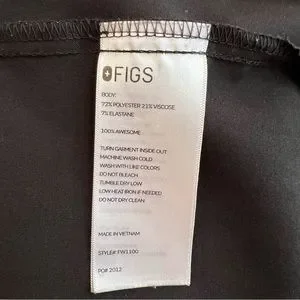 FIGS
BODY:
72% POLYESTER 21% VISCOSE
7% ELASTANE
100% AWESOME
TURN GARMENT INSIDE OUT
MACHINE WASH COLD
WASH WITH LIKE COLORS
DO NOT BLEACH
TUMBLE DRY LOW
LOW HEAT IRON IF NEEDED
DO NOT DRY CLEAN
MADE IN VIETNAM
STYLE# FW1100
PO# 2012